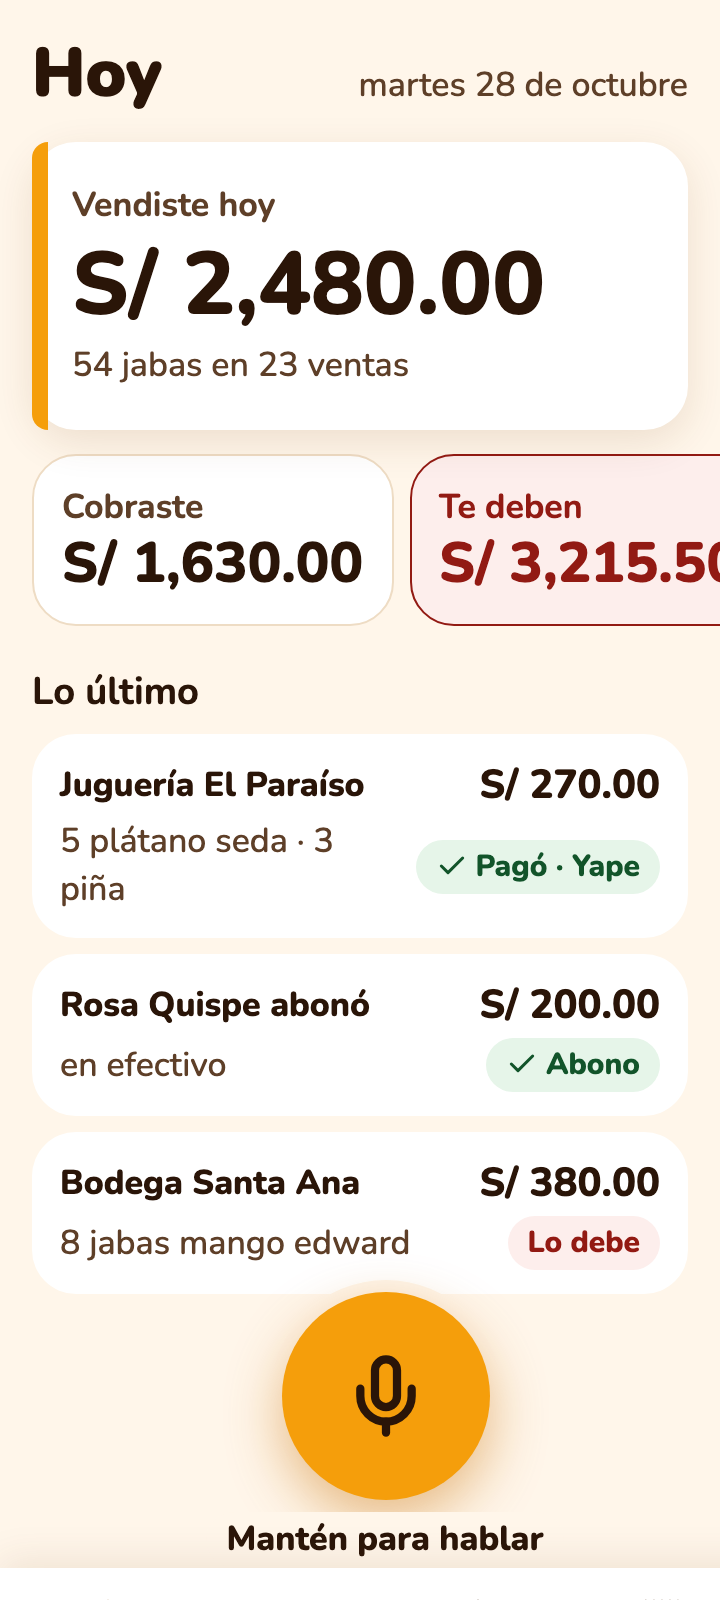 Hoy
martes 28 de octubre
Vendiste hoy
S/ 2,480.00
54 jabas en 23 ventas
Cobraste
S/ 1,630.00
Te deben
S/ 3,215.50
Lo último
Juguería El Paraíso
S/ 270.00
5 plátano seda · 3
piña
Pagó · Yape
Rosa Quispe abonó
S/ 200.00
en efectivo
Abono
Bodega Santa Ana
S/ 380.00
8 jabas mango edward
Lo debe
Mantén para hablar